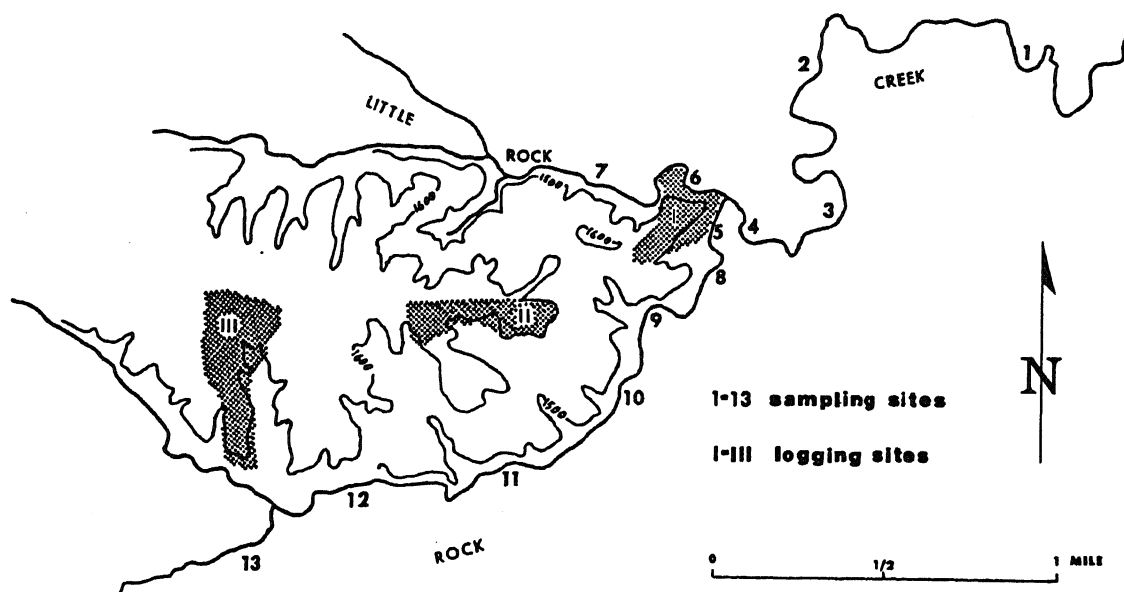 1
2
CREEK
LITTLE
ROCK
7
1500
6
1600
I
5
4
3
1600
8
III
II
9
1600
10
1-13 sampling sites
1500
N
I-III logging sites
11
12
13
ROCK
0 1/2 1 MILE